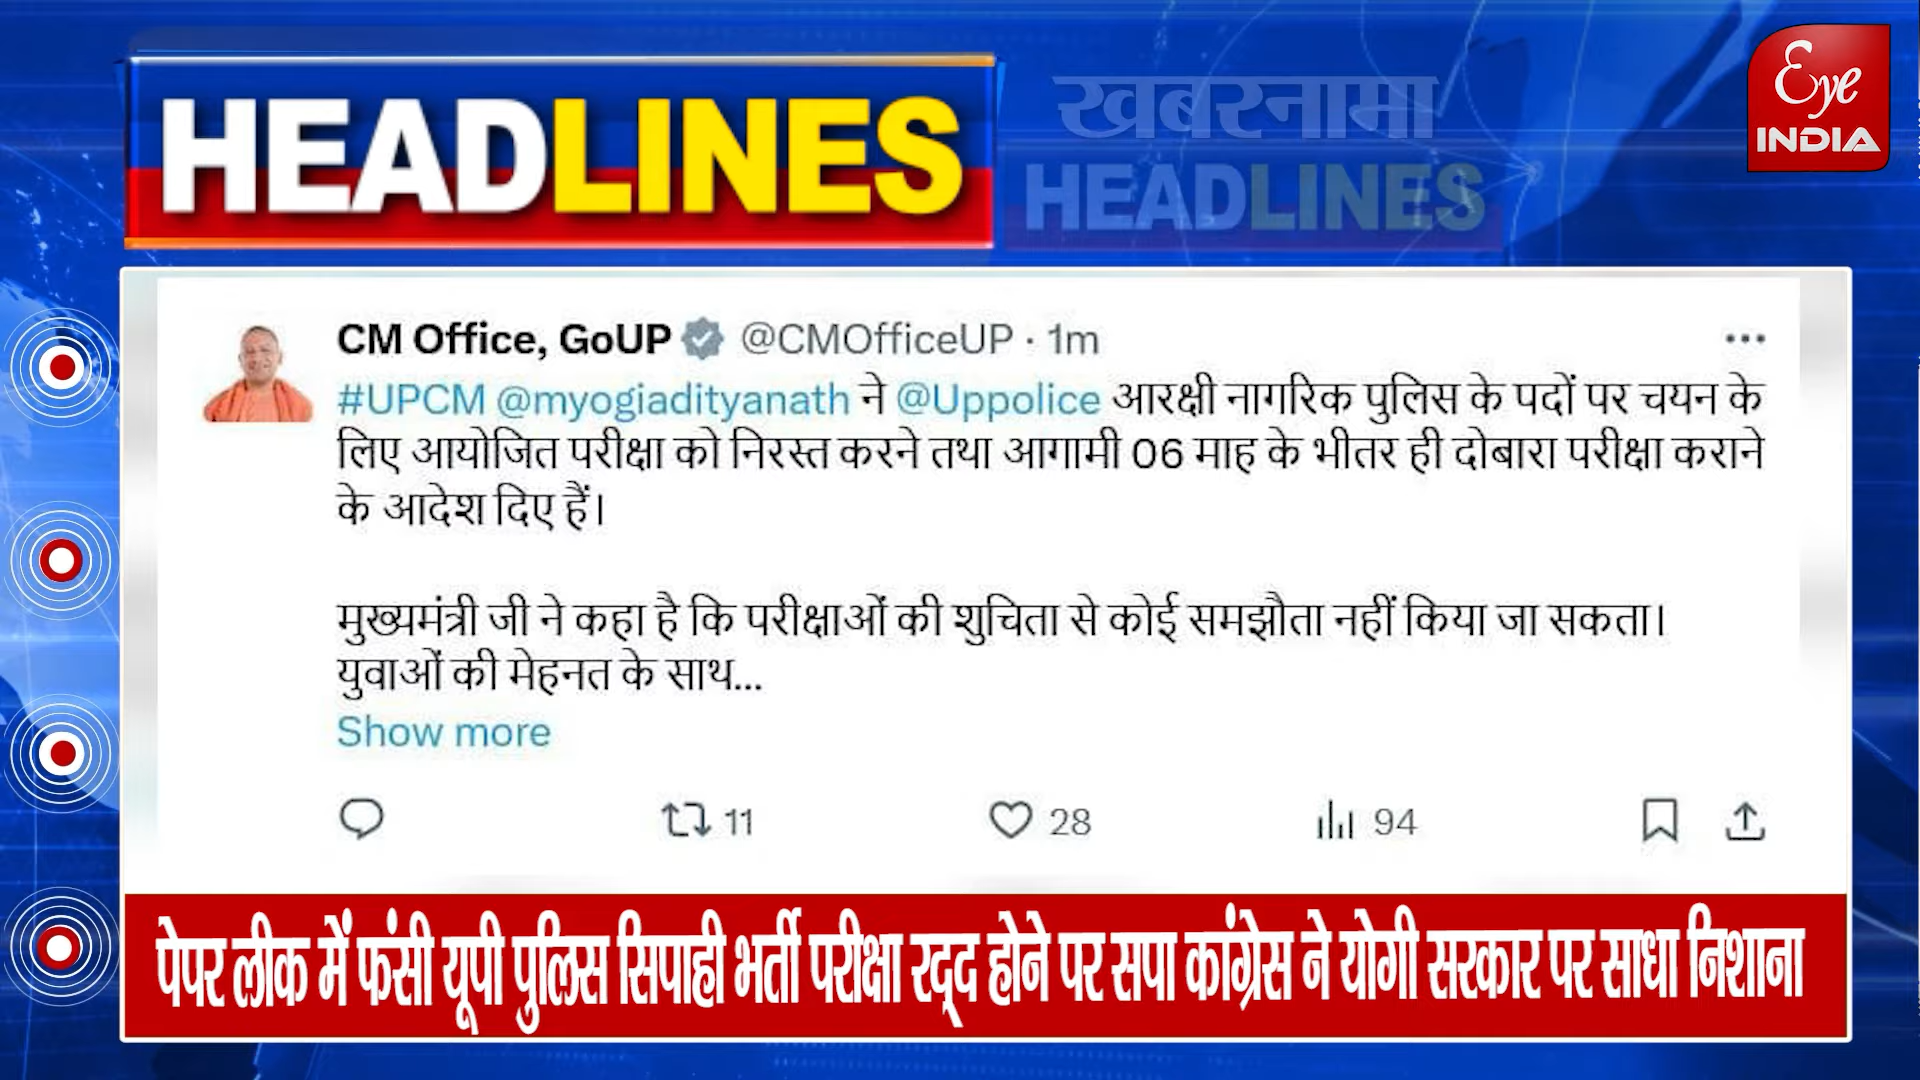 HEADLINES
खबरनामा
HEADLINES
Eye
INDIA
CM Office, GoUP @CMOfficeUP · 1m
#UPCM @myogiadityanath ने @Uppolice आरक्षी नागरिक पुलिस के पदों पर चयन के
लिए आयोजित परीक्षा को निरस्त करने तथा आगामी 06 माह के भीतर ही दोबारा परीक्षा कराने
के आदेश दिए हैं।
मुख्यमंत्री जी ने कहा है कि परीक्षाओं की शुचिता से कोई समझौता नहीं किया जा सकता।
युवाओं की मेहनत के साथ...
Show more
11 28 94
पेपर लीक में फंसी यूपी पुलिस सिपाही भर्ती परीक्षा रद्द होने पर सपा कांग्रेस ने योगी सरकार पर साधा निशाना